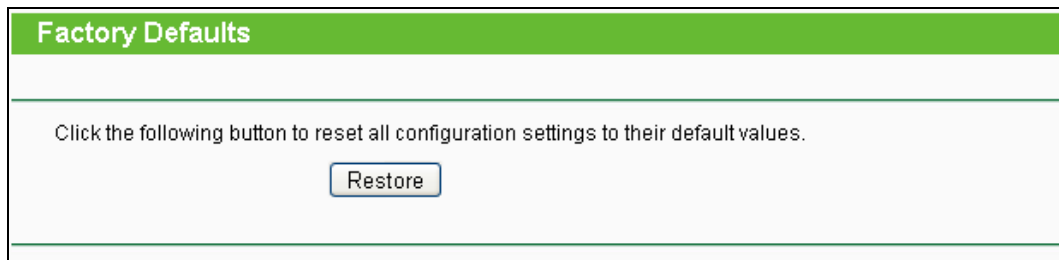 Factory Defaults
Click the following button to reset all configuration settings to their default values.
Restore